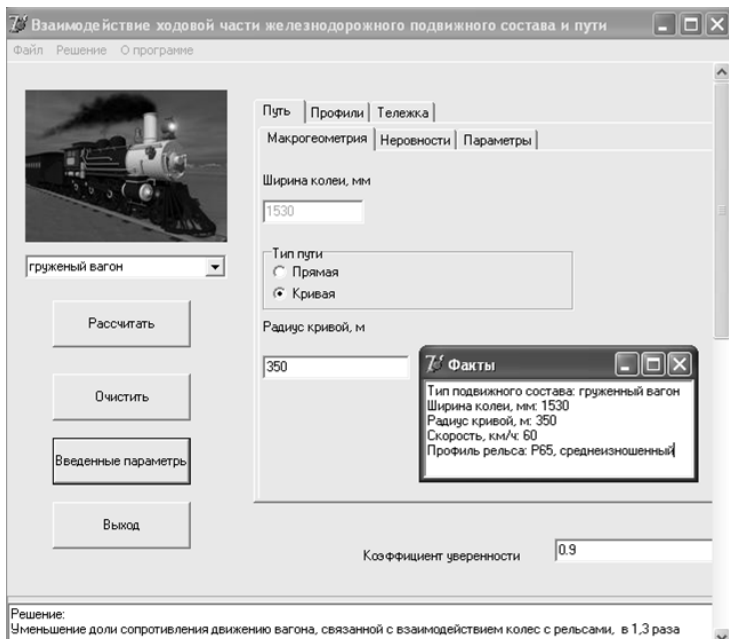 Взаимодействие ходовой части железнодорожного подвижного состава и пути
Файл Решение О программе
Путь Профили Тележка
Макрогеометрия Неровности Параметры
Ширина колеи, мм
1530
груженый вагон
Тип пути
Прямая
Кривая
Рассчитать
Радиус кривой, м
350
Факты
Тип подвижного состава: груженный вагон
Ширина колеи, мм: 1530
Радиус кривой, м: 350
Скорость, км/ч: 60
Профиль рельса: Р65, среднеизношенный
Очистить
Введенные параметры
Выход
Коэффициент уверенности
0.9
Решение:
Уменьшение доли сопротивления движению вагона, связанной с взаимодействием колес с рельсами, в 1,3 раза